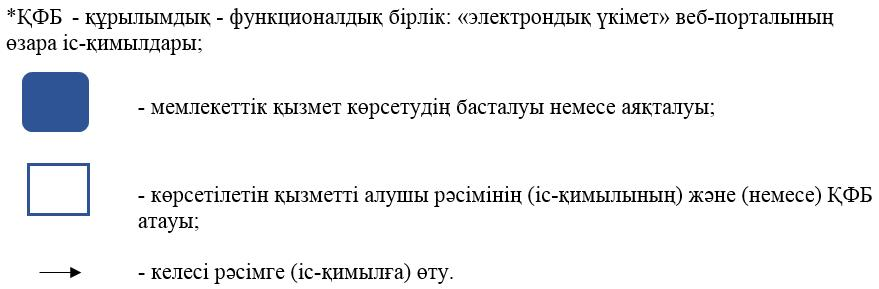 *ҚФБ - құрылымдық - функционалдық бірлік: «электрондық үкімет» веб-порталының
өзара іс-қимылдары;
- мемлекеттік қызмет көрсетудің басталуы немесе аяқталуы;
- көрсетілетін қызметті алушы рәсімінің (іс-қимылының) және (немесе) ҚФБ
атауы;
- келесі рәсімге (іс-қимылға) өту.